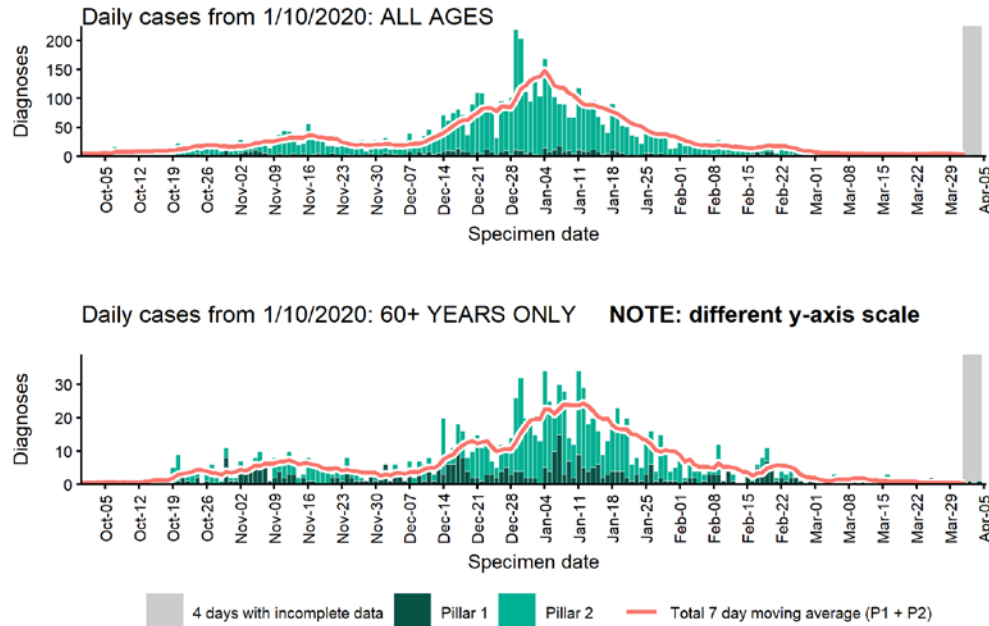 Daily cases from 1/10/2020: ALL AGES
Diagnoses
200
150
100
50
0
Oct-05
Oct-12
Oct-19
Oct-26
Nov-02
Nov-09
Nov-16
Nov-23
Nov-30
Dec-07
Dec-14
Dec-21
Dec-28
Jan-04
Jan-11
Jan-18
Jan-25
Feb-01
Feb-08
Feb-15
Feb-22
Mar-01
Mar-08
Mar-15
Mar-22
Mar-29
Apr-05
Specimen date
Daily cases from 1/10/2020: 60+ YEARS ONLY NOTE: different y-axis scale
Diagnoses
30
20
10
0
Oct-05
Oct-12
Oct-19
Oct-26
Nov-02
Nov-09
Nov-16
Nov-23
Nov-30
Dec-07
Dec-14
Dec-21
Dec-28
Jan-04
Jan-11
Jan-18
Jan-25
Feb-01
Feb-08
Feb-15
Feb-22
Mar-01
Mar-08
Mar-15
Mar-22
Mar-29
Apr-05
Specimen date
4 days with incomplete data Pillar 1 Pillar 2 Total 7 day moving average (P1 + P2)